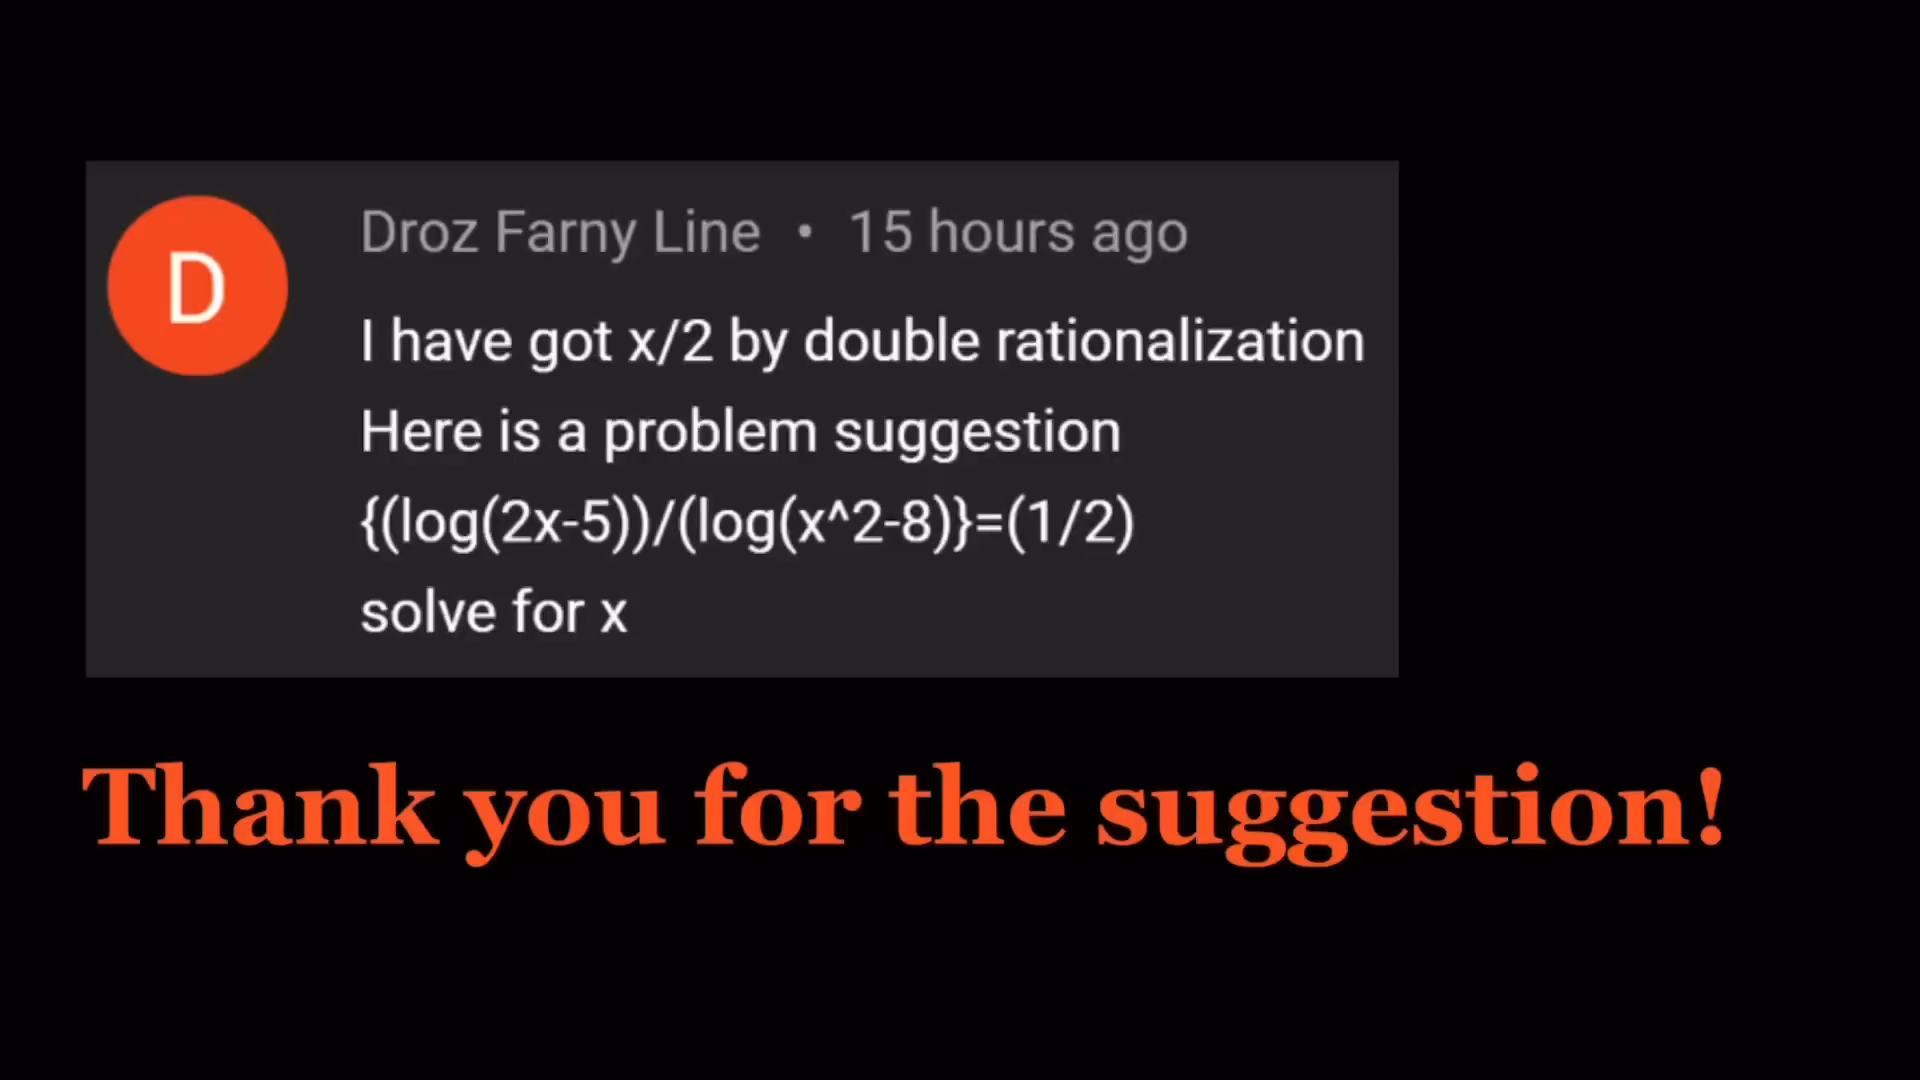 D
Droz Farny Line • 15 hours ago
I have got x/2 by double rationalization
Here is a problem suggestion
{(log(2x-5))/(log(x^2-8)}=(1/2)
solve for x
Thank you for the suggestion!